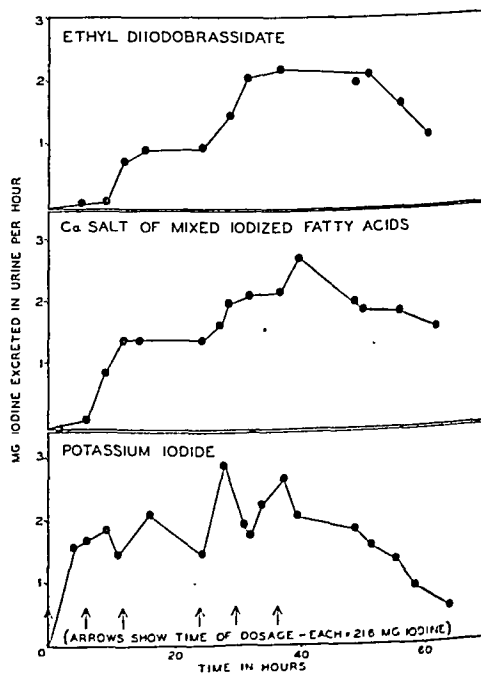 3
ETHYL DIIODOBRASSIDATE
2
1
MG IODINE EXCRETED IN URINE PER HOUR
Ca SALT OF MIXED IODIZED FATTY ACIDS
3
2
1
POTASSIUM IODIDE
3
2
1
(ARROWS SHOW TIME OF DOSAGE - EACH = 216 MG IODINE)
0 20 40 60
TIME IN HOURS